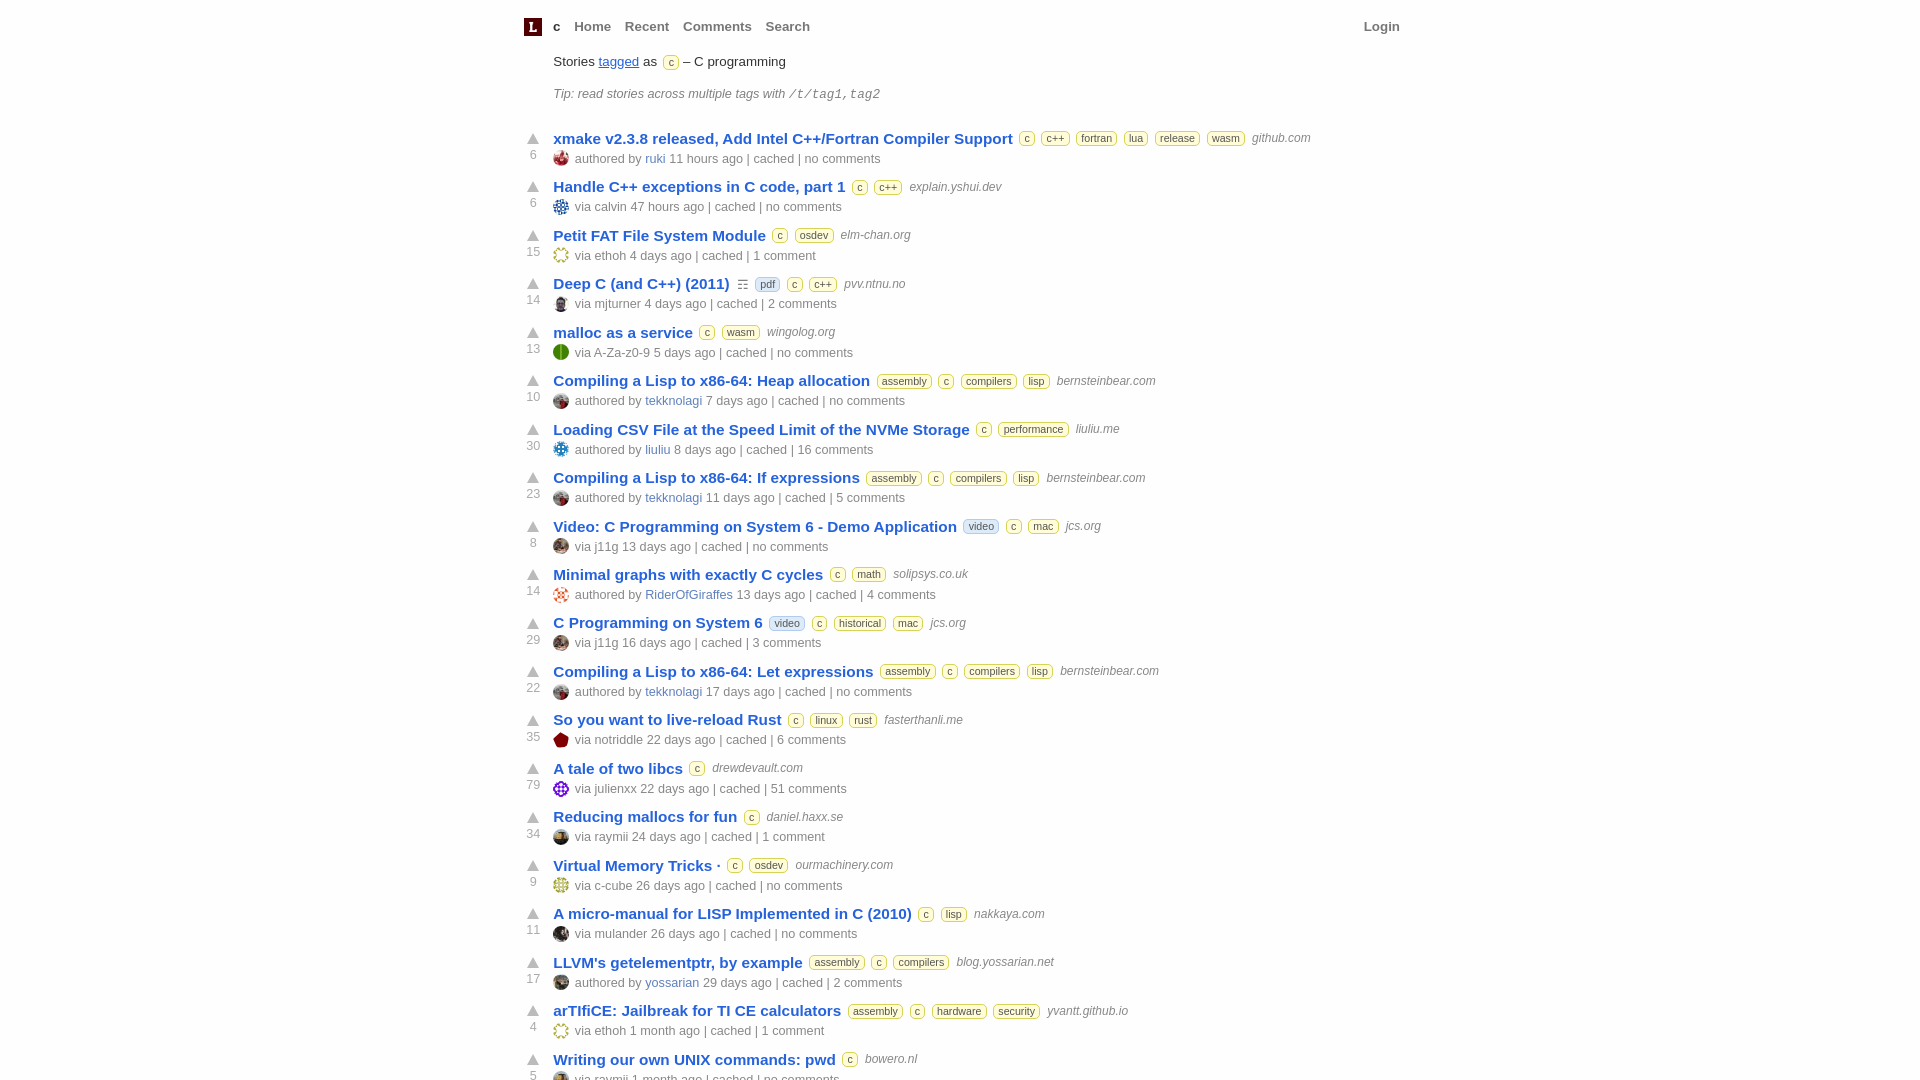 L c Home Recent Comments Search Login
Stories tagged as c – C programming
Tip: read stories across multiple tags with /t/tag1,tag2
xmake v2.3.8 released, Add Intel C++/Fortran Compiler Support c c++ fortran lua release wasm github.com
6 authored by ruki 11 hours ago | cached | no comments
Handle C++ exceptions in C code, part 1 c c++ explain.yshui.dev
6 via calvin 47 hours ago | cached | no comments
Petit FAT File System Module c osdev elm-chan.org
15 via ethoh 4 days ago | cached | 1 comment
Deep C (and C++) (2011) ☶ pdf c c++ pvv.ntnu.no
14 via mjturner 4 days ago | cached | 2 comments
malloc as a service c wasm wingolog.org
13 via A-Za-z0-9 5 days ago | cached | no comments
Compiling a Lisp to x86-64: Heap allocation assembly c compilers lisp bernsteinbear.com
10 authored by tekknolagi 7 days ago | cached | no comments
Loading CSV File at the Speed Limit of the NVMe Storage c performance liuliu.me
30 authored by liuliu 8 days ago | cached | 16 comments
Compiling a Lisp to x86-64: If expressions assembly c compilers lisp bernsteinbear.com
23 authored by tekknolagi 11 days ago | cached | 5 comments
Video: C Programming on System 6 - Demo Application video c mac jcs.org
8 via j11g 13 days ago | cached | no comments
Minimal graphs with exactly C cycles c math solipsys.co.uk
14 authored by RiderOfGiraffes 13 days ago | cached | 4 comments
C Programming on System 6 video c historical mac jcs.org
29 via j11g 16 days ago | cached | 3 comments
Compiling a Lisp to x86-64: Let expressions assembly c compilers lisp bernsteinbear.com
22 authored by tekknolagi 17 days ago | cached | no comments
So you want to live-reload Rust c linux rust fasterthanli.me
35 via notriddle 22 days ago | cached | 6 comments
A tale of two libcs c drewdevault.com
79 via julienxx 22 days ago | cached | 51 comments
Reducing mallocs for fun c daniel.haxx.se
34 via raymii 24 days ago | cached | 1 comment
Virtual Memory Tricks · c osdev ourmachinery.com
9 via c-cube 26 days ago | cached | no comments
A micro-manual for LISP Implemented in C (2010) c lisp nakkaya.com
11 via mulander 26 days ago | cached | no comments
LLVM's getelementptr, by example assembly c compilers blog.yossarian.net
17 authored by yossarian 29 days ago | cached | 2 comments
arTIfiCE: Jailbreak for TI CE calculators assembly c hardware security yvantt.github.io
4 via ethoh 1 month ago | cached | 1 comment
Writing our own UNIX commands: pwd c bowero.nl
5 via raymii 1 month ago | cached | no comments